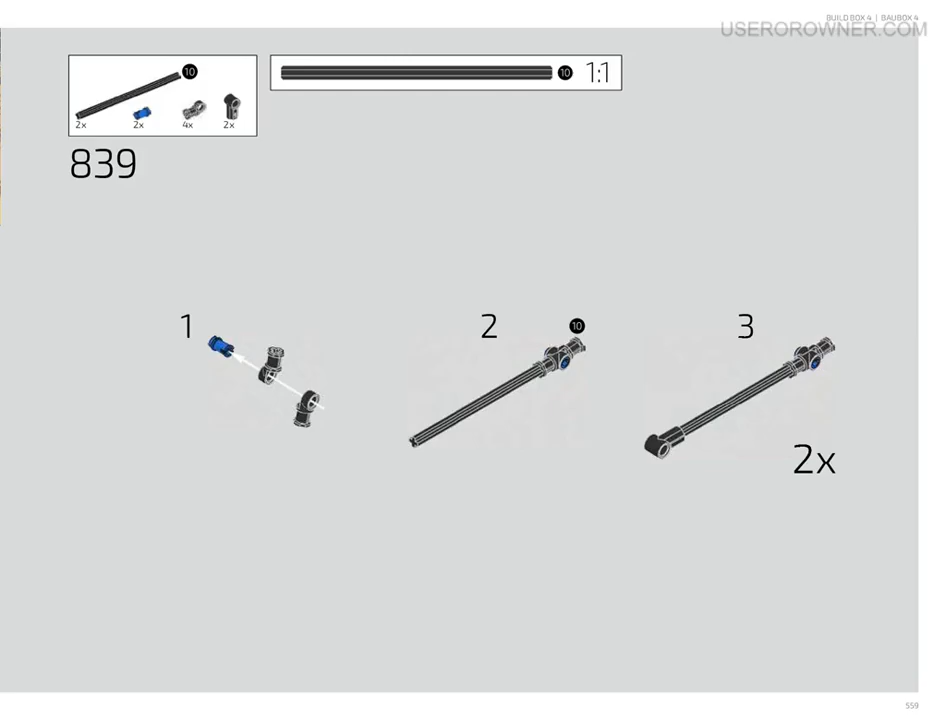 BUILD BOX 4 | BAUBOX 4
USERORWNER.COM
10
10 1:1
2x 2x 4x 2x
839
1 2 10 3
2x
559